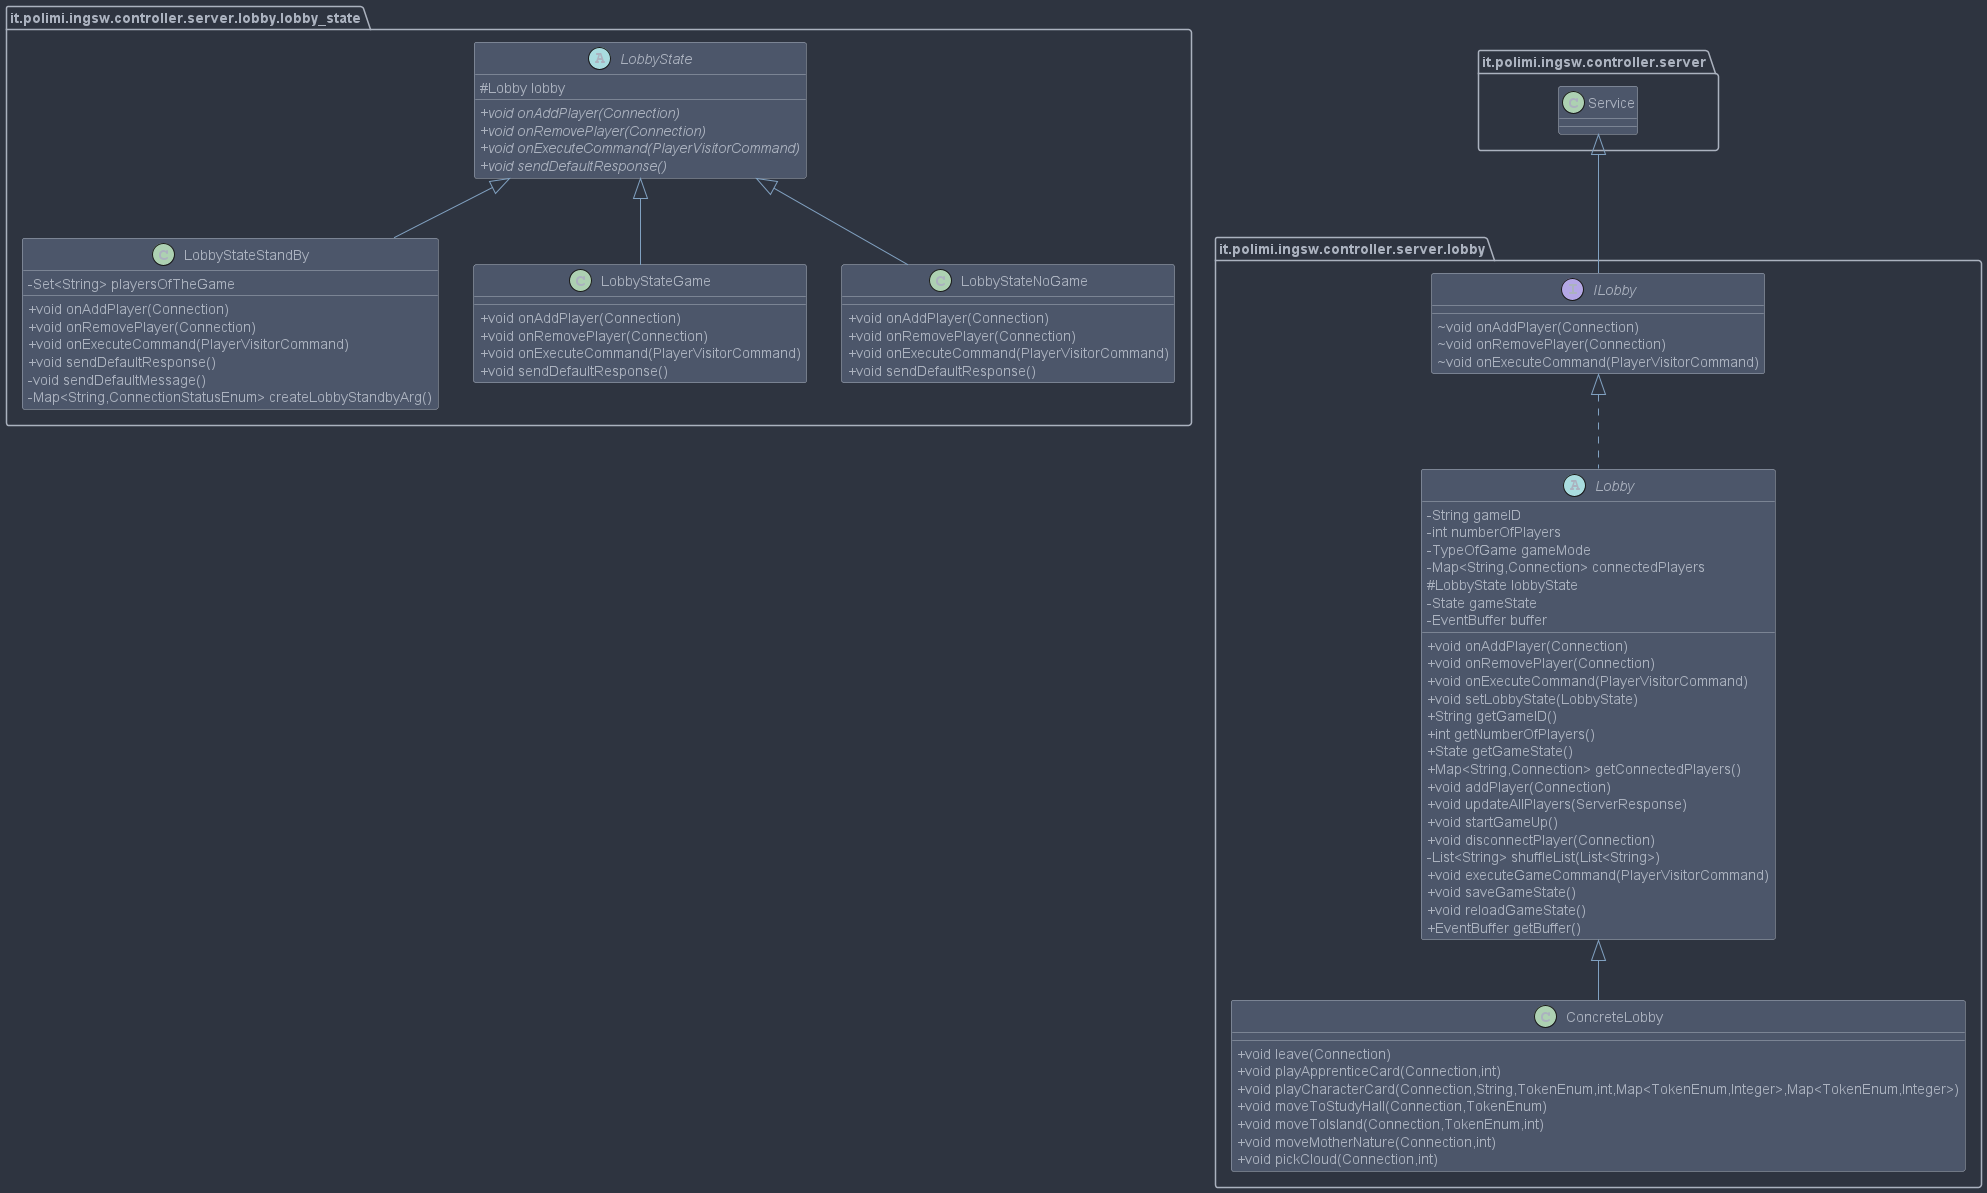 it.polimi.ingsw.controller.server.lobby.lobby_state
A LobbyState
#Lobby lobby
+void onAddPlayer(Connection)
+void onRemovePlayer(Connection)
+void onExecuteCommand(PlayerVisitorCommand)
+void sendDefaultResponse()
C LobbyStateStandBy
-Set<String> playersOfTheGame
+void onAddPlayer(Connection)
+void onRemovePlayer(Connection)
+void onExecuteCommand(PlayerVisitorCommand)
+void sendDefaultResponse()
-void sendDefaultMessage()
-Map<String,ConnectionStatusEnum> createLobbyStandbyArg()
C LobbyStateGame
+void onAddPlayer(Connection)
+void onRemovePlayer(Connection)
+void onExecuteCommand(PlayerVisitorCommand)
+void sendDefaultResponse()
C LobbyStateNoGame
+void onAddPlayer(Connection)
+void onRemovePlayer(Connection)
+void onExecuteCommand(PlayerVisitorCommand)
+void sendDefaultResponse()
it.polimi.ingsw.controller.server
C Service
it.polimi.ingsw.controller.server.lobby
ILobby
~void onAddPlayer(Connection)
~void onRemovePlayer(Connection)
~void onExecuteCommand(PlayerVisitorCommand)
A Lobby
-String gameID
-int numberOfPlayers
-TypeOfGame gameMode
-Map<String,Connection> connectedPlayers
#LobbyState lobbyState
-State gameState
-EventBuffer buffer
+void onAddPlayer(Connection)
+void onRemovePlayer(Connection)
+void onExecuteCommand(PlayerVisitorCommand)
+void setLobbyState(LobbyState)
+String getGameID()
+int getNumberOfPlayers()
+State getGameState()
+Map<String,Connection> getConnectedPlayers()
+void addPlayer(Connection)
+void updateAllPlayers(ServerResponse)
+void startGameUp()
+void disconnectPlayer(Connection)
-List<String> shuffleList(List<String>)
+void executeGameCommand(PlayerVisitorCommand)
+void saveGameState()
+void reloadGameState()
+EventBuffer getBuffer()
C ConcreteLobby
+void leave(Connection)
+void playApprenticeCard(Connection,int)
+void playCharacterCard(Connection,String,TokenEnum,int,Map<TokenEnum,Integer>,Map<TokenEnum,Integer>)
+void moveToStudyHall(Connection,TokenEnum)
+void moveToIsland(Connection,TokenEnum,int)
+void moveMotherNature(Connection,int)
+void pickCloud(Connection,int)